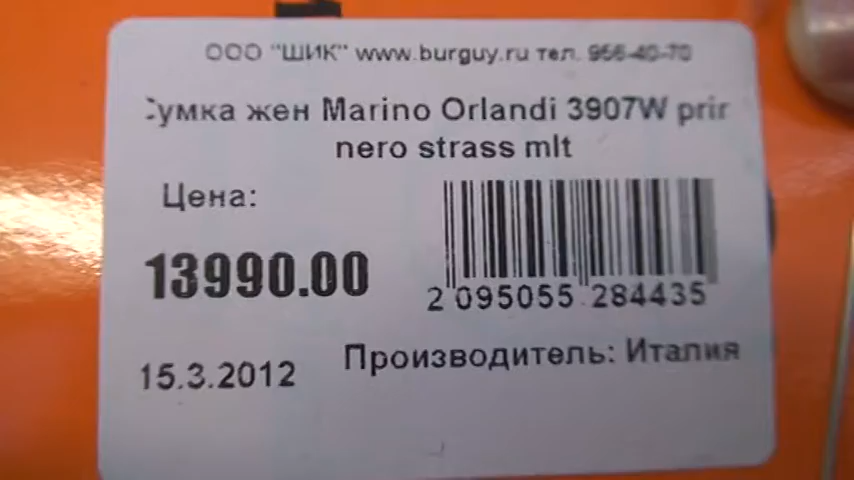 ООО "ШИК" www.burguy.ru тел. 956-40-70
Сумка жен Marino Orlandi 3907W prir
nero strass mlt
Цена:
13990.00
2 095055 284435
Производитель: Италия
15.3.2012